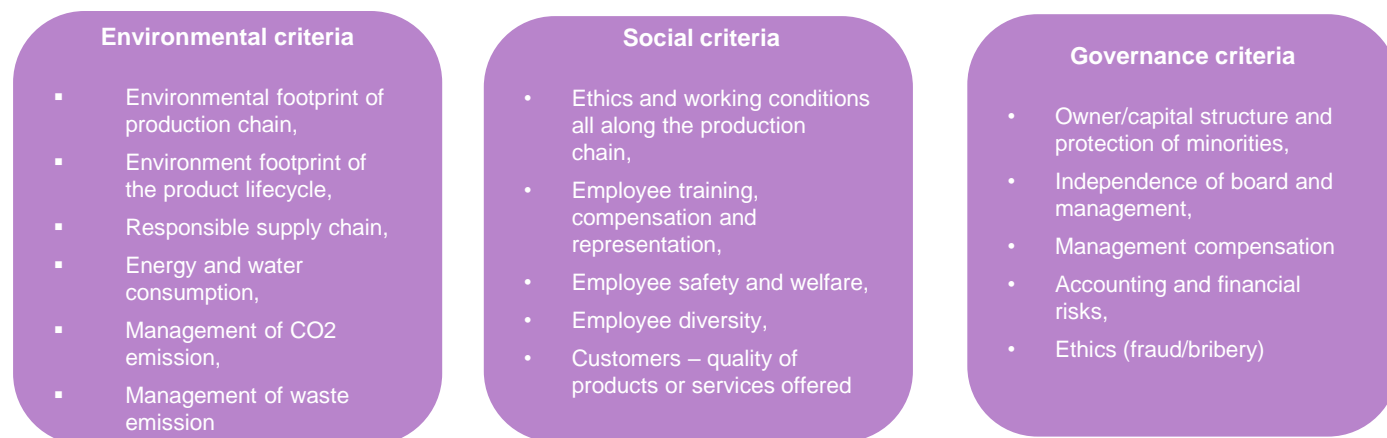 Environmental criteria
▪ Environmental footprint of
production chain,
▪ Environment footprint of
the product lifecycle,
▪ Responsible supply chain,
▪ Energy and water
consumption,
▪ Management of CO2
emission,
▪ Management of waste
emission
Social criteria
• Ethics and working conditions
all along the production
chain,
• Employee training,
compensation and
representation,
• Employee safety and welfare,
• Employee diversity,
• Customers – quality of
products or services offered
Governance criteria
• Owner/capital structure and
protection of minorities,
• Independence of board and
management,
• Management compensation
• Accounting and financial
risks,
• Ethics (fraud/bribery)